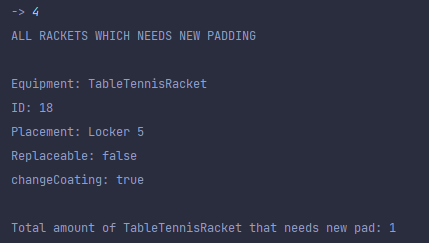 -> 4
ALL RACKETS WHICH NEEDS NEW PADDING
Equipment: TableTennisRacket
ID: 18
Placement: Locker 5
Replaceable: false
changeCoating: true
Total amount of TableTennisRacket that needs new pad: 1